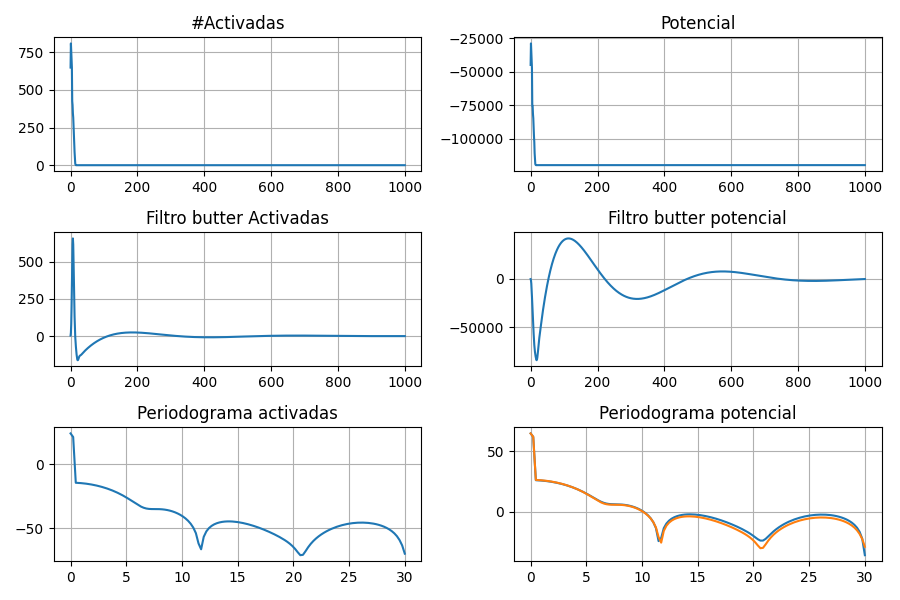 #Activadas
750
500
250
0
0 200 400 600 800 1000
Potencial
−25000
−50000
−75000
−100000
0 200 400 600 800 1000
Filtro butter Activadas
500
250
0
0 200 400 600 800 1000
Filtro butter potencial
0
−50000
0 200 400 600 800 1000
Periodograma activadas
0
−50
0 5 10 15 20 25 30
Periodograma potencial
50
0
0 5 10 15 20 25 30